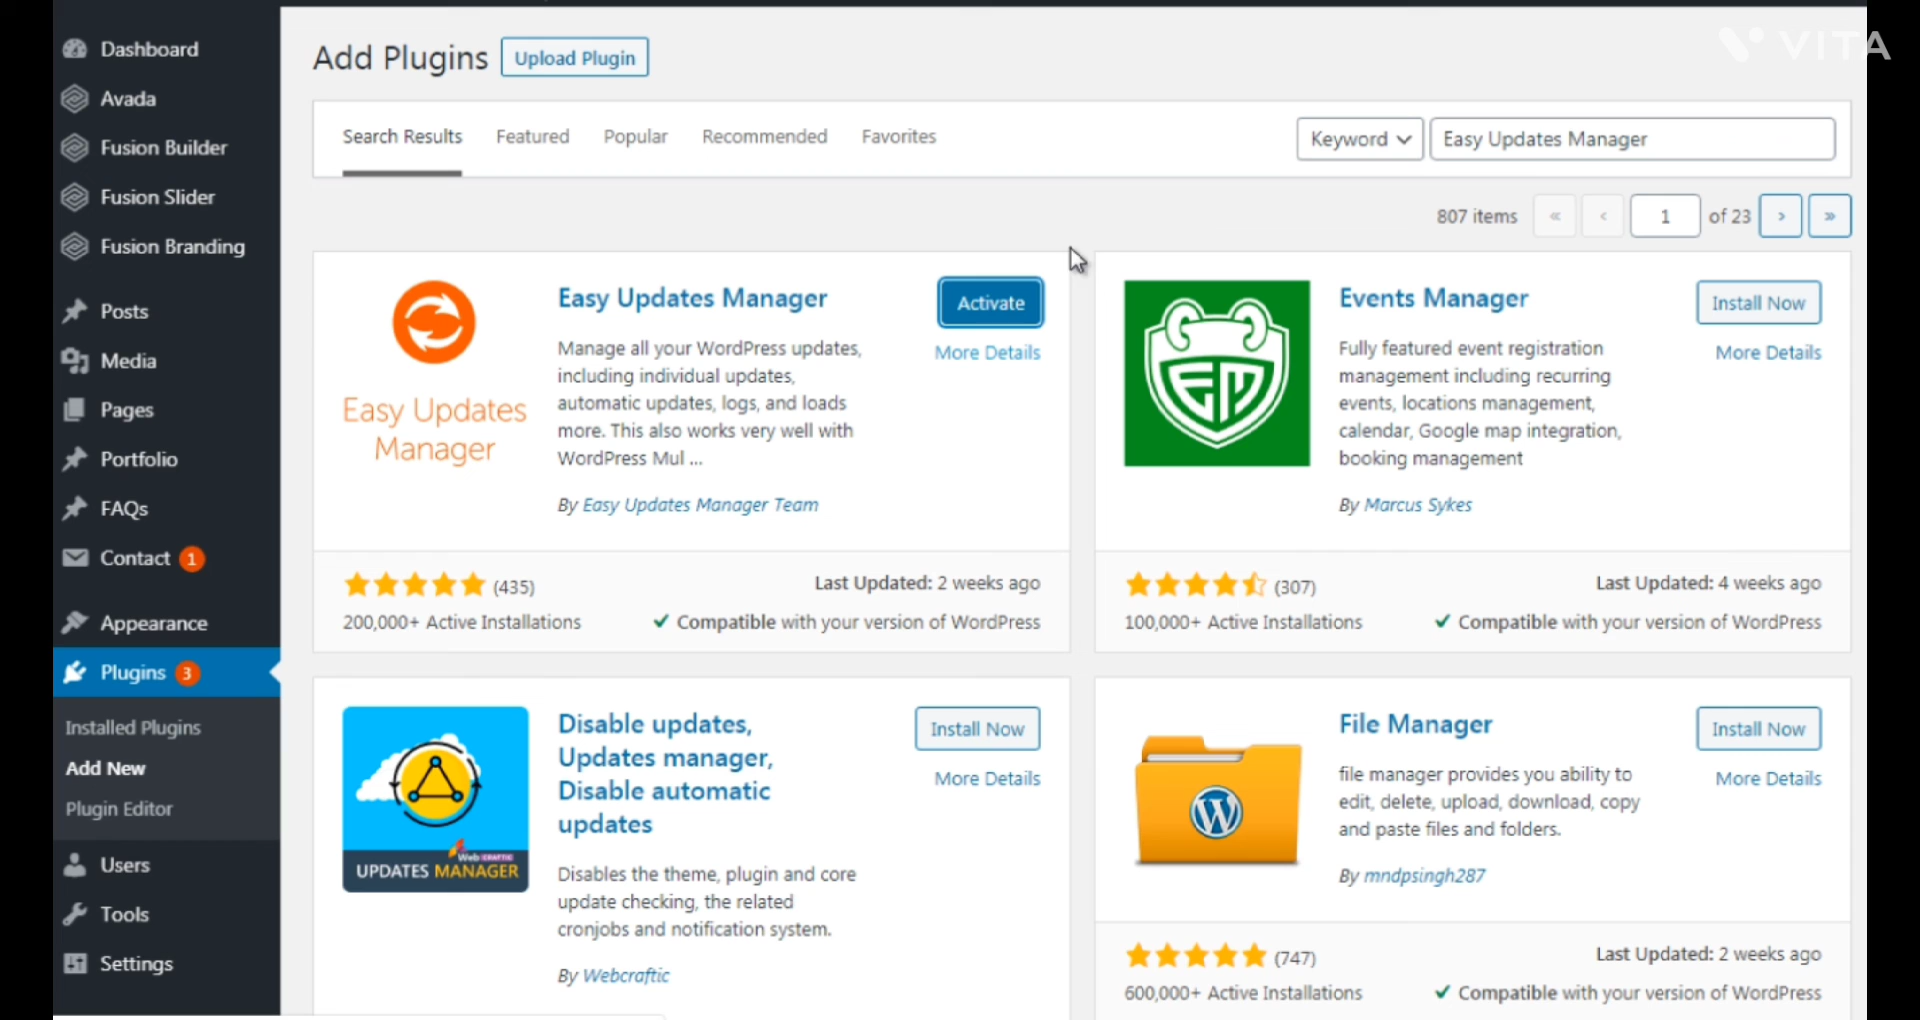 VITA
Dashboard
Avada
Fusion Builder
Fusion Slider
Fusion Branding
Posts
Media
Pages
Portfolio
FAQs
Contact 1
Appearance
Plugins 3
Installed Plugins
Add New
Plugin Editor
Users
Tools
Settings
Add Plugins Upload Plugin
Search Results Featured Popular Recommended Favorites Keyword Easy Updates Manager
807 items « ‹ 1 of 23 › »
Easy Updates
Manager
Easy Updates Manager
Activate
More Details
Manage all your WordPress updates,
including individual updates,
automatic updates, logs, and loads
more. This also works very well with
WordPress Mul ...
By Easy Updates Manager Team
(435)
Last Updated: 2 weeks ago
200,000+ Active Installations
Compatible with your version of WordPress
EM
Events Manager
Install Now
More Details
Fully featured event registration
management including recurring
events, locations management,
calendar, Google map integration,
booking management
By Marcus Sykes
(307)
Last Updated: 4 weeks ago
100,000+ Active Installations
Compatible with your version of WordPress
Web CRAFTIC
UPDATES MANAGER
Disable updates,
Updates manager,
Disable automatic
updates
Install Now
More Details
Disables the theme, plugin and core
update checking, the related
cronjobs and notification system.
By Webcraftic
W
File Manager
Install Now
More Details
file manager provides you ability to
edit, delete, upload, download, copy
and paste files and folders.
By mndpsingh287
(747)
Last Updated: 2 weeks ago
600,000+ Active Installations
Compatible with your version of WordPress